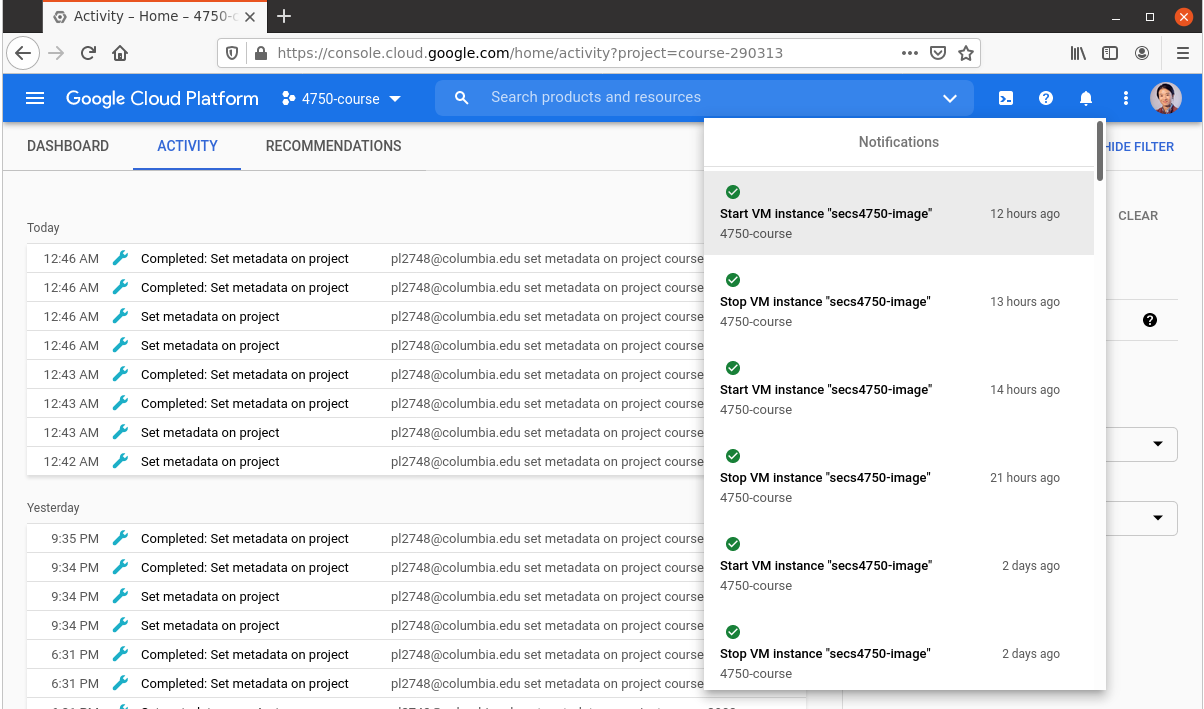 Activity – Home – 4750-c
https://console.cloud.google.com/home/activity?project=course-290313
Google Cloud Platform
4750-course
Search products and resources
DASHBOARD
ACTIVITY
RECOMMENDATIONS
HIDE FILTER
CLEAR
Today
12:46 AM Completed: Set metadata on project pl2748@columbia.edu set metadata on project course
12:46 AM Completed: Set metadata on project pl2748@columbia.edu set metadata on project course
12:46 AM Set metadata on project pl2748@columbia.edu set metadata on project course
12:46 AM Set metadata on project pl2748@columbia.edu set metadata on project course
12:43 AM Completed: Set metadata on project pl2748@columbia.edu set metadata on project course
12:43 AM Completed: Set metadata on project pl2748@columbia.edu set metadata on project course
12:43 AM Set metadata on project pl2748@columbia.edu set metadata on project course
12:42 AM Set metadata on project pl2748@columbia.edu set metadata on project course
Yesterday
9:35 PM Completed: Set metadata on project pl2748@columbia.edu set metadata on project course
9:34 PM Completed: Set metadata on project pl2748@columbia.edu set metadata on project course
9:34 PM Set metadata on project pl2748@columbia.edu set metadata on project course
9:34 PM Set metadata on project pl2748@columbia.edu set metadata on project course
6:31 PM Completed: Set metadata on project pl2748@columbia.edu set metadata on project course
6:31 PM Completed: Set metadata on project pl2748@columbia.edu set metadata on project course
Notifications
Start VM instance "secs4750-image" 12 hours ago
4750-course
Stop VM instance "secs4750-image" 13 hours ago
4750-course
Start VM instance "secs4750-image" 14 hours ago
4750-course
Stop VM instance "secs4750-image" 21 hours ago
4750-course
Start VM instance "secs4750-image" 2 days ago
4750-course
Stop VM instance "secs4750-image" 2 days ago
4750-course